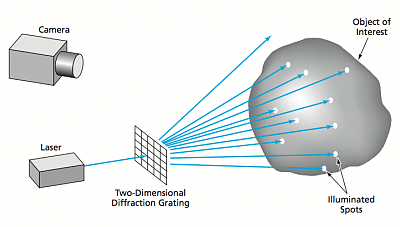 Camera
Object of
Interest
Laser
Two-Dimensional
Diffraction Grating
Illuminated
Spots